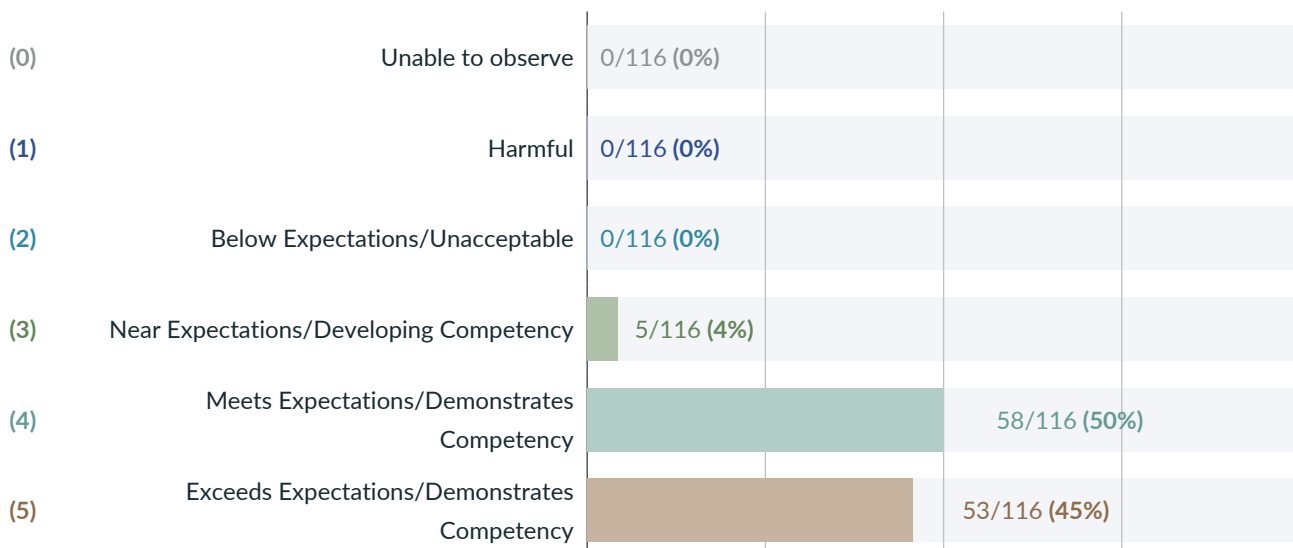 (0) Unable to observe 0/116 (0%)
(1) Harmful 0/116 (0%)
(2) Below Expectations/Unacceptable 0/116 (0%)
(3) Near Expectations/Developing Competency 5/116 (4%)
Meets Expectations/Demonstrates
(4) 58/116 (50%)
Competency
Exceeds Expectations/Demonstrates
(5) 53/116 (45%)
Competency